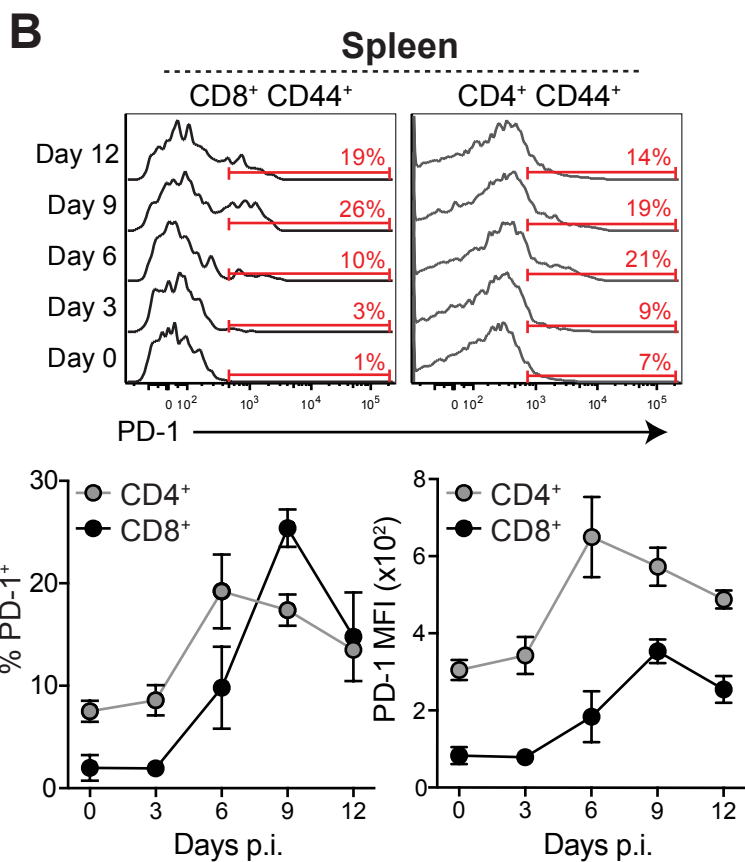 B
Spleen
CD8⁺ CD44⁺
CD4⁺ CD44⁺
Day 12
19%
14%
Day 9
26%
19%
Day 6
10%
21%
Day 3
3%
9%
Day 0
1%
7%
0 10² 10³ 10⁴ 10⁵
0 10² 10³ 10⁴ 10⁵
PD-1
% PD-1⁺
30
20
10
0
CD4⁺
CD8⁺
0 3 6 9 12
Days p.i.
PD-1 MFI (x10²)
8
6
4
2
0
CD4⁺
CD8⁺
0 3 6 9 12
Days p.i.